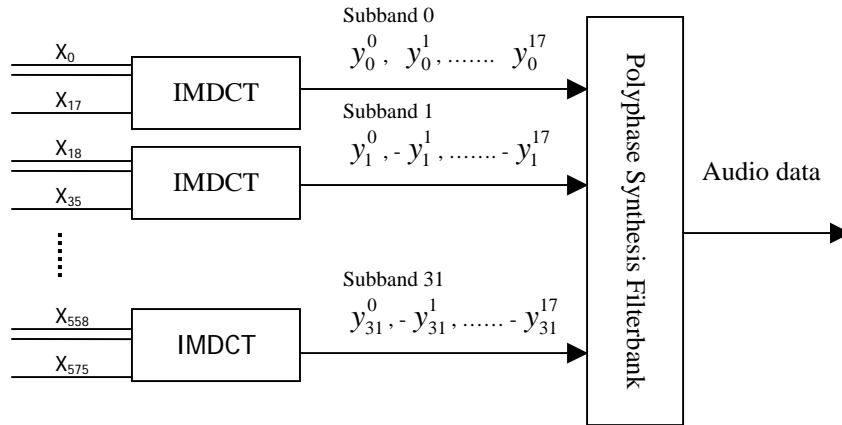 Subband 0
X₀
y₀⁰, y₀¹, ....... y₀¹⁷
IMDCT
X₁₇
Subband 1
X₁₈
y₁⁰, - y₁¹, ....... - y₁¹⁷
IMDCT
X₃₅
Subband 31
X₅₅₈
y₃₁⁰, - y₃₁¹, ...... - y₃₁¹⁷
IMDCT
X₅₇₅
Polyphase Synthesis Filterbank
Audio data